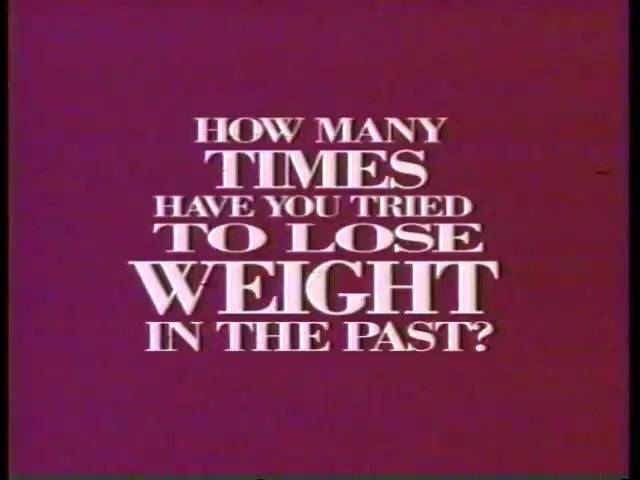 HOW MANY
TIMES
HAVE YOU TRIED
TO LOSE
WEIGHT
IN THE PAST?